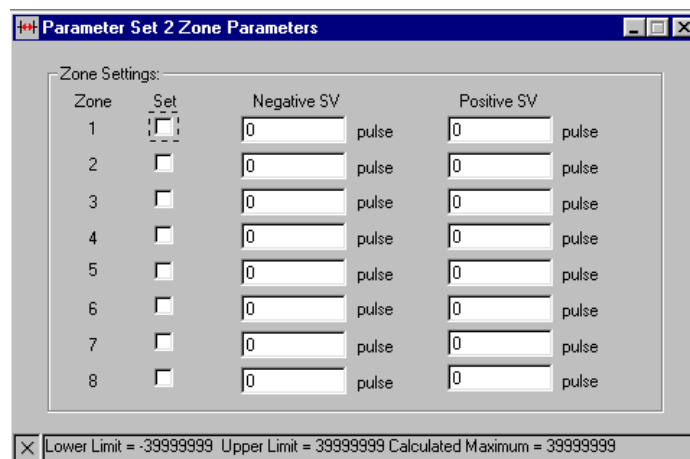 Parameter Set 2 Zone Parameters
Zone Settings:
Zone Set Negative SV Positive SV
1 0 pulse 0 pulse
2 0 pulse 0 pulse
3 0 pulse 0 pulse
4 0 pulse 0 pulse
5 0 pulse 0 pulse
6 0 pulse 0 pulse
7 0 pulse 0 pulse
8 0 pulse 0 pulse
Lower Limit = -39999999 Upper Limit = 39999999 Calculated Maximum = 39999999